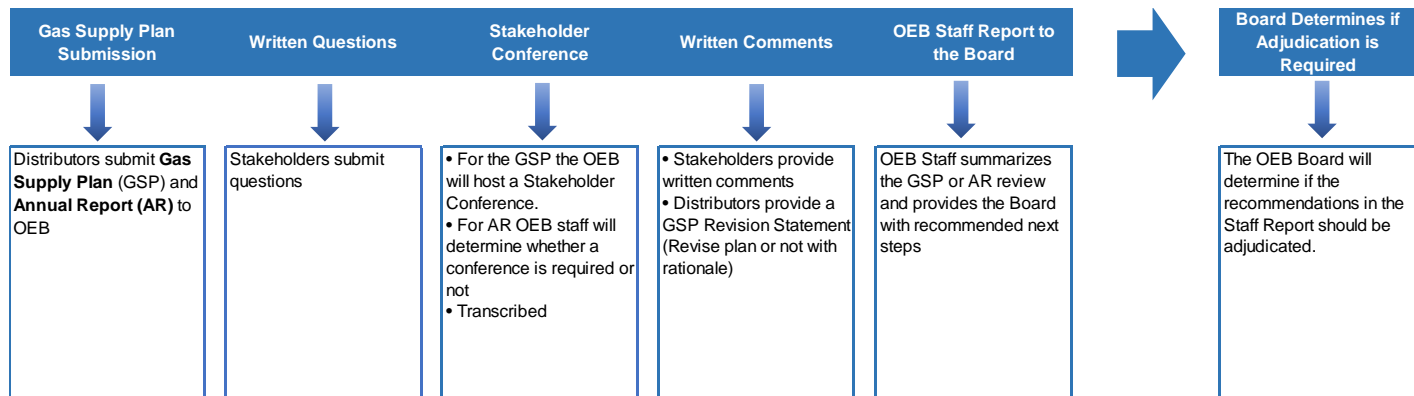 Gas Supply Plan
Submission
Written Questions
Stakeholder
Conference
Written Comments
OEB Staff Report to
the Board
Board Determines if
Adjudication is
Required
Distributors submit Gas
Supply Plan (GSP) and
Annual Report (AR) to
OEB
Stakeholders submit
questions
• For the GSP the OEB
will host a Stakeholder
Conference.
• For AR OEB staff will
determine whether a
conference is required or
not
• Transcribed
• Stakeholders provide
written comments
• Distributors provide a
GSP Revision Statement
(Revise plan or not with
rationale)
OEB Staff summarizes
the GSP or AR review
and provides the Board
with recommended next
steps
The OEB Board will
determine if the
recommendations in the
Staff Report should be
adjudicated.